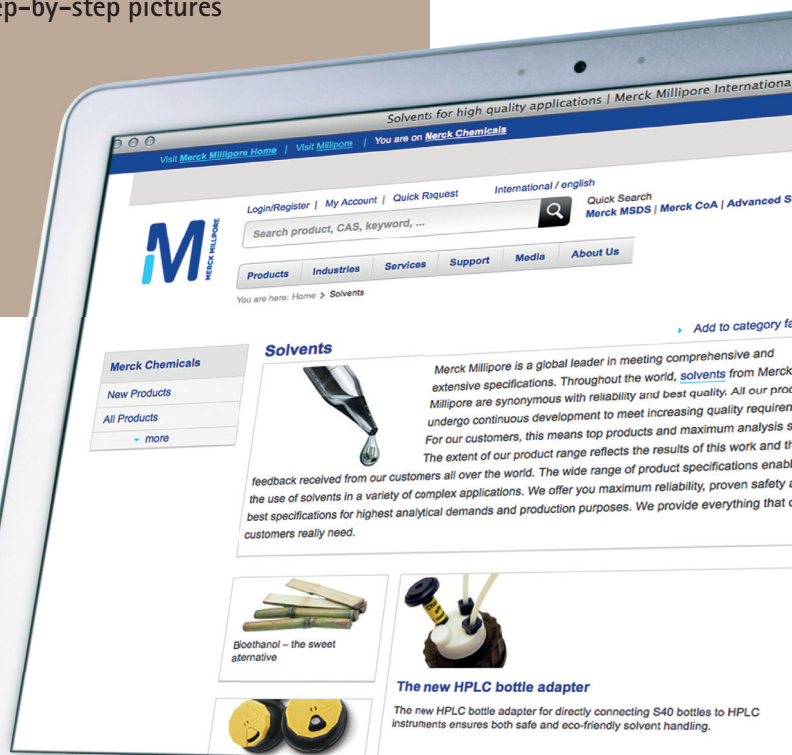 ep-by-step pictures
Solvents for high quality applications | Merck Millipore Internationa
Visit Merck Millipore Home | Visit Millipore | You are on Nerck Chemicals
Login/Register | My Account | Quick Request International / english
Search product, CAS, keyword, ...
Quick Search
Merck MSDS | Merck CoA | Advanced S
MERCK MILLIPORE
Products Industries Services Support Media About Us
You are here: Home > Solvents
Add to category fa
Merck Chemicals
New Products
All Products
more
Solvents
Merck Millipore is a global leader in meeting comprehensive and
extensive specifications. Throughout the world, solvents from Merck
Millipore are synonymous with reliability and best quality. All our prod
undergo continuous development to meet increasing quality requiren
For our customers, this means top products and maximum analysis s
The extent of our product range reflects the results of this work and th
feedback received from our customers all over the world. The wide range of product specifications enabl
the use of solvents in a variety of complex applications. We offer you maximum reliability, proven safety a
best specifications for highest analytical demands and production purposes. We provide everything that o
customers really need.
Bioethanol – the sweet
alternative
The new HPLC bottle adapter
The new HPLC bottle adapter for directly connecting S40 bottles to HPLC
instruments ensures both safe and eco-friendly solvent handling.